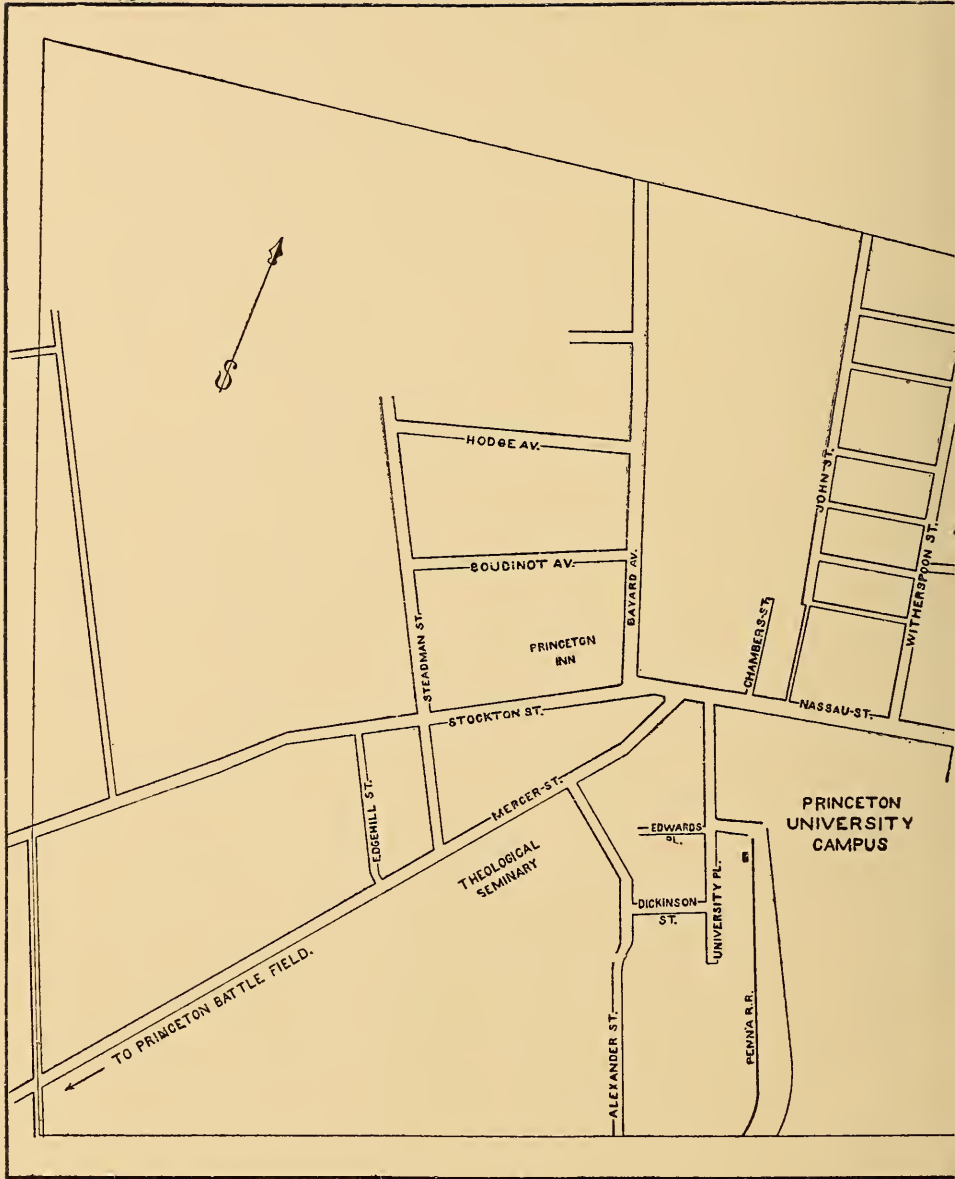 S
HODGE AV.
JOHN ST.
BOUDINOT AV.
BAYARD AV.
WITHERSPOON ST.
STEADMAN ST.
PRINCETON
INN
CHAMBERS-ST.
NASSAU-ST.
STOCKTON ST.
EDGEHILL ST.
MERCER-ST.
PRINCETON
UNIVERSITY
CAMPUS
EDWARDS
PL.
THEOLOGICAL
SEMINARY
UNIVERSITY PL.
DICKINSON
ST.
TO PRINCETON BATTLE FIELD.
ALEXANDER ST.
PENN'A R.R.